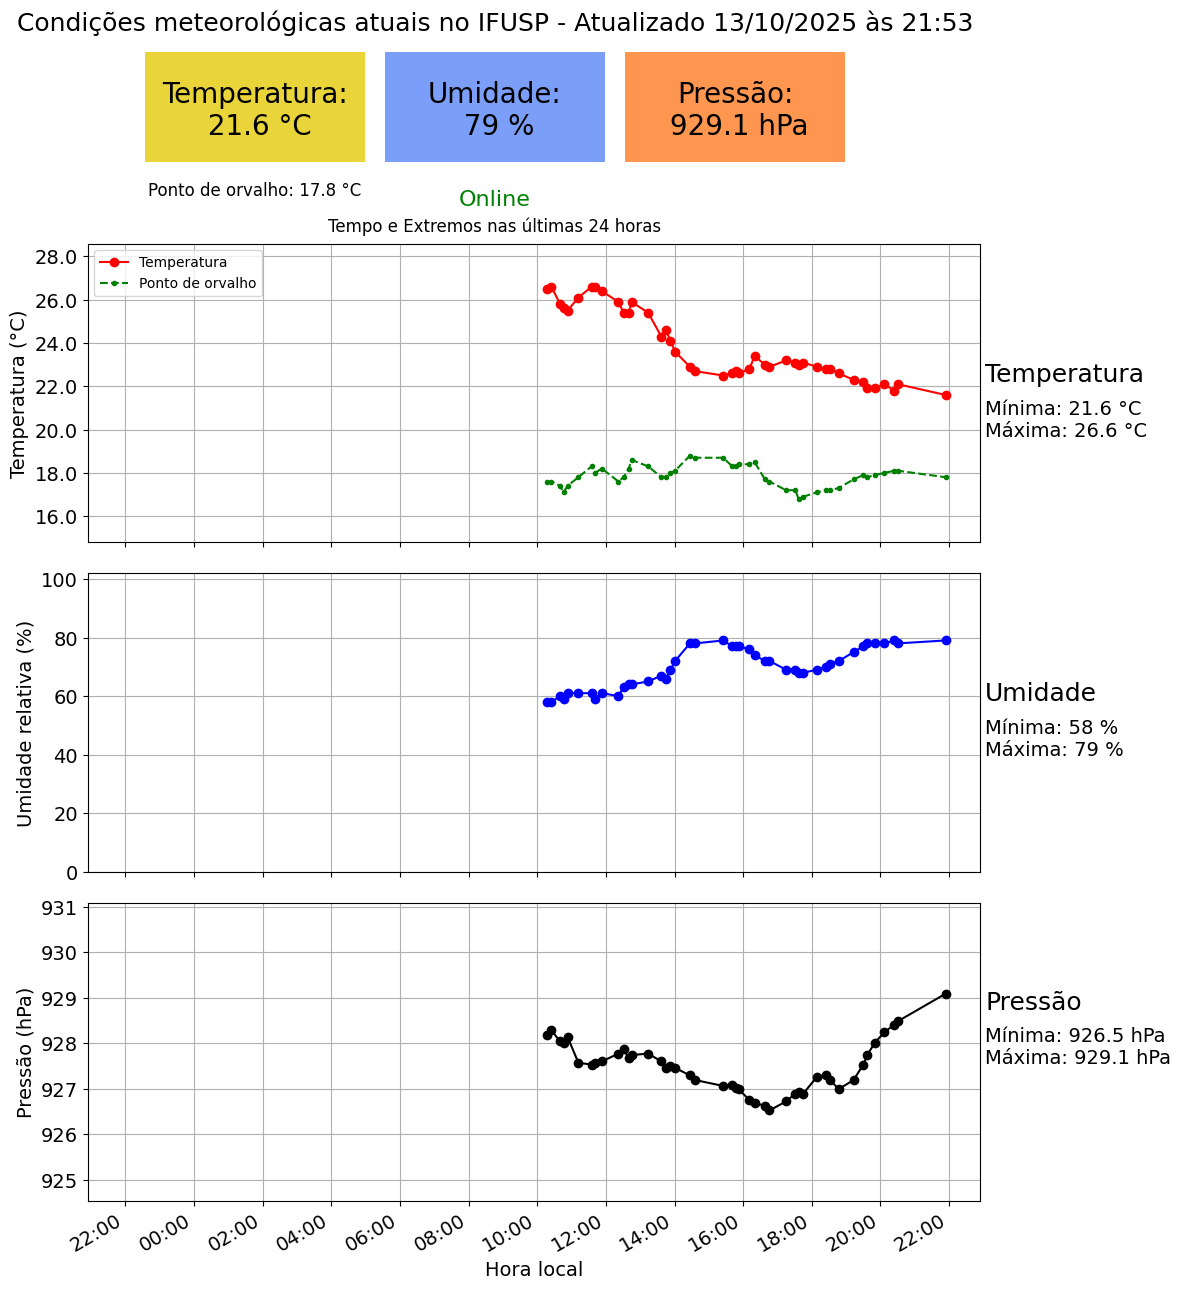 Condições meteorológicas atuais no IFUSP - Atualizado 13/10/2025 às 21:53
Temperatura:
21.6 °C
Umidade:
79 %
Pressão:
929.1 hPa
Ponto de orvalho: 17.8 °C
Online
Tempo e Extremos nas últimas 24 horas
Temperatura (°C)
28.0
26.0
24.0
22.0
20.0
18.0
16.0
Temperatura
Ponto de orvalho
Temperatura
Mínima: 21.6 °C
Máxima: 26.6 °C
Umidade relativa (%)
100
80
60
40
20
0
Umidade
Mínima: 58 %
Máxima: 79 %
Pressão (hPa)
931
930
929
928
927
926
925
Pressão
Mínima: 926.5 hPa
Máxima: 929.1 hPa
22:00 00:00 02:00 04:00 06:00 08:00 10:00 12:00 14:00 16:00 18:00 20:00 22:00
Hora local